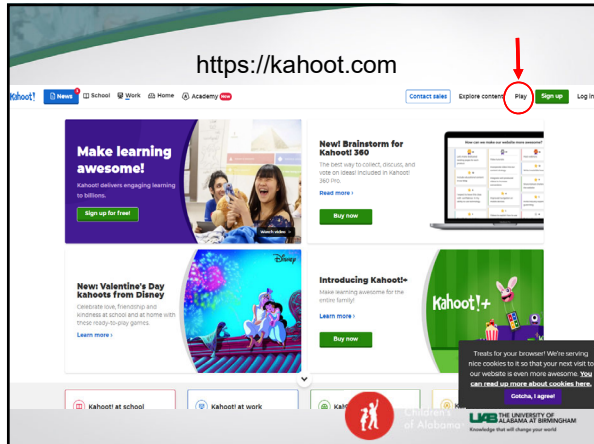 https://kahoot.com
Kahoot! News School Work Home Academy New Contact sales Explore content Play Sign up Log in
Make learning
awesome!
Kahoot! delivers engaging learning
to billions.
Sign up for free!
Watch video
New! Brainstorm for
Kahoot! 360
The best way to collect, discuss, and
vote on ideas! Included in Kahoot!
360 Pro.
Read more ›
Buy now
How can we make our website more awesome?
Disney
New: Valentine's Day
kahoots from Disney
Celebrate love, friendship and
kindness at school and at home with
these ready-to-play games.
Learn more ›
Introducing Kahoot!+
Make learning awesome for the
entire family!
Learn more ›
Buy now
Kahoot!+
Treats for your browser! We're serving
nice cookies to it so that your next visit to
our website is even more awesome. You
can read up more about cookies here.
Gotcha, I agree!
Kahoot! at school
Kahoot! at work
Children's
of Alabama
UAB THE UNIVERSITY OF
ALABAMA AT BIRMINGHAM
Knowledge that will change your world